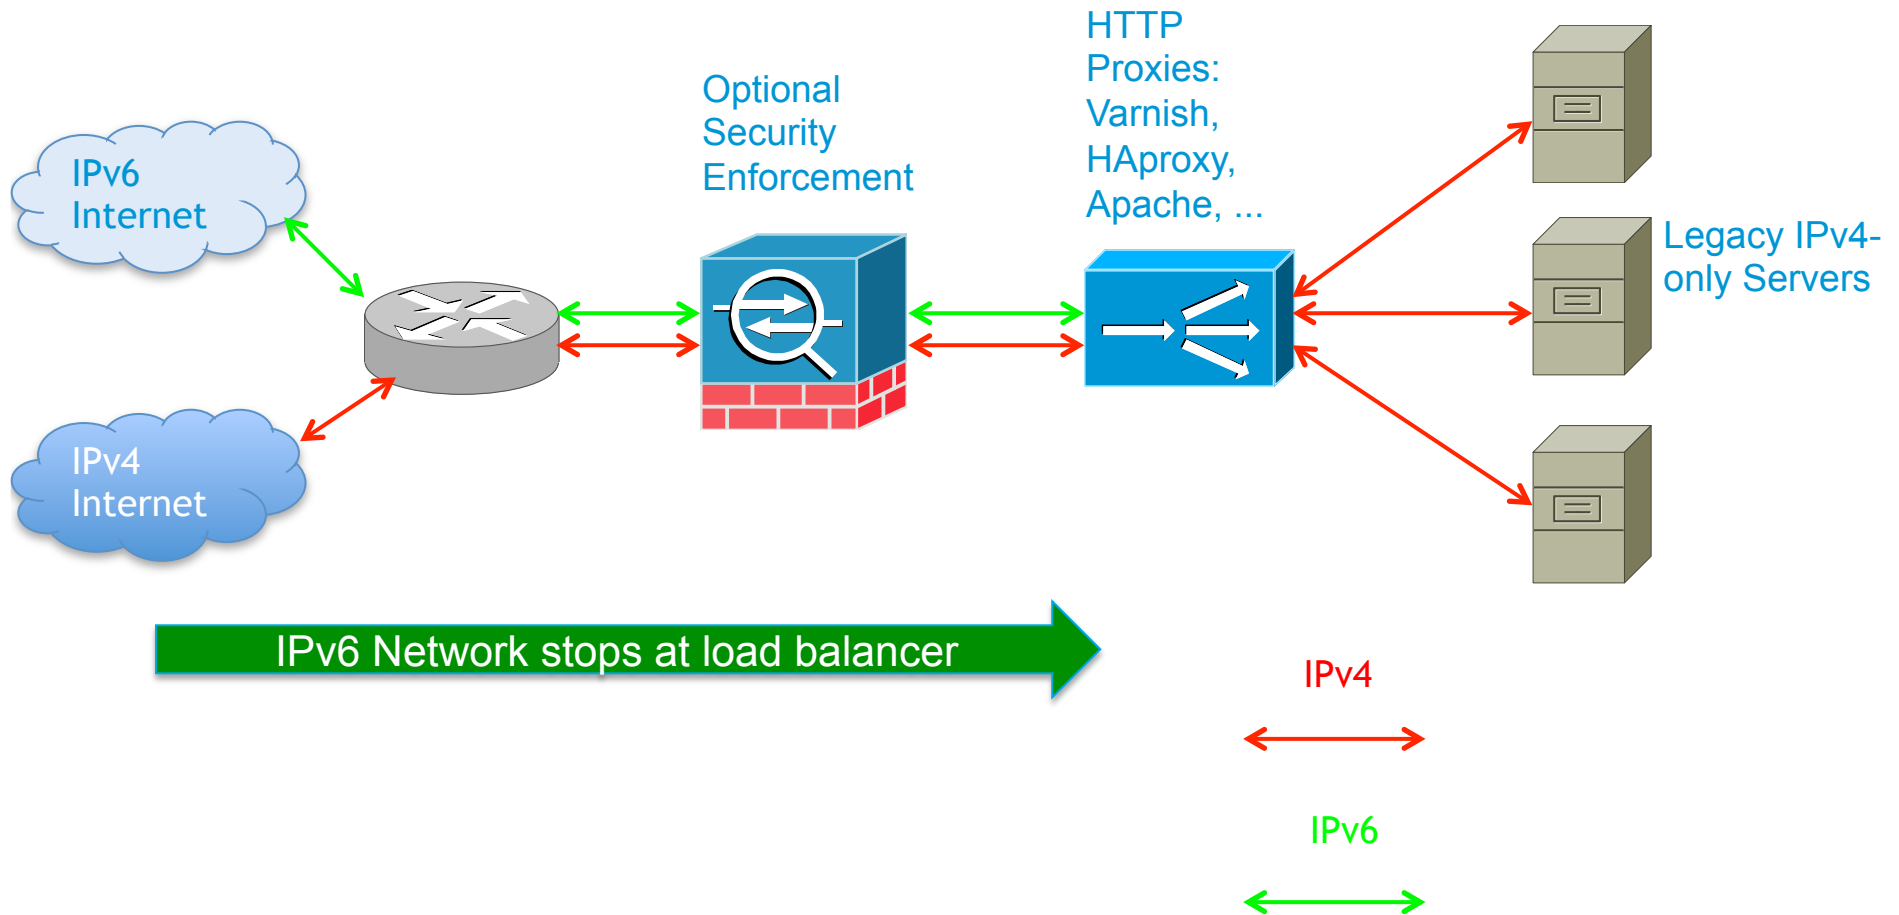 HTTP
Proxies:
Varnish,
HAproxy,
Apache, ...
Optional
Security
Enforcement
IPv6
Internet
Legacy IPv4-
only Servers
IPv4
Internet
IPv6 Network stops at load balancer
IPv4
IPv6